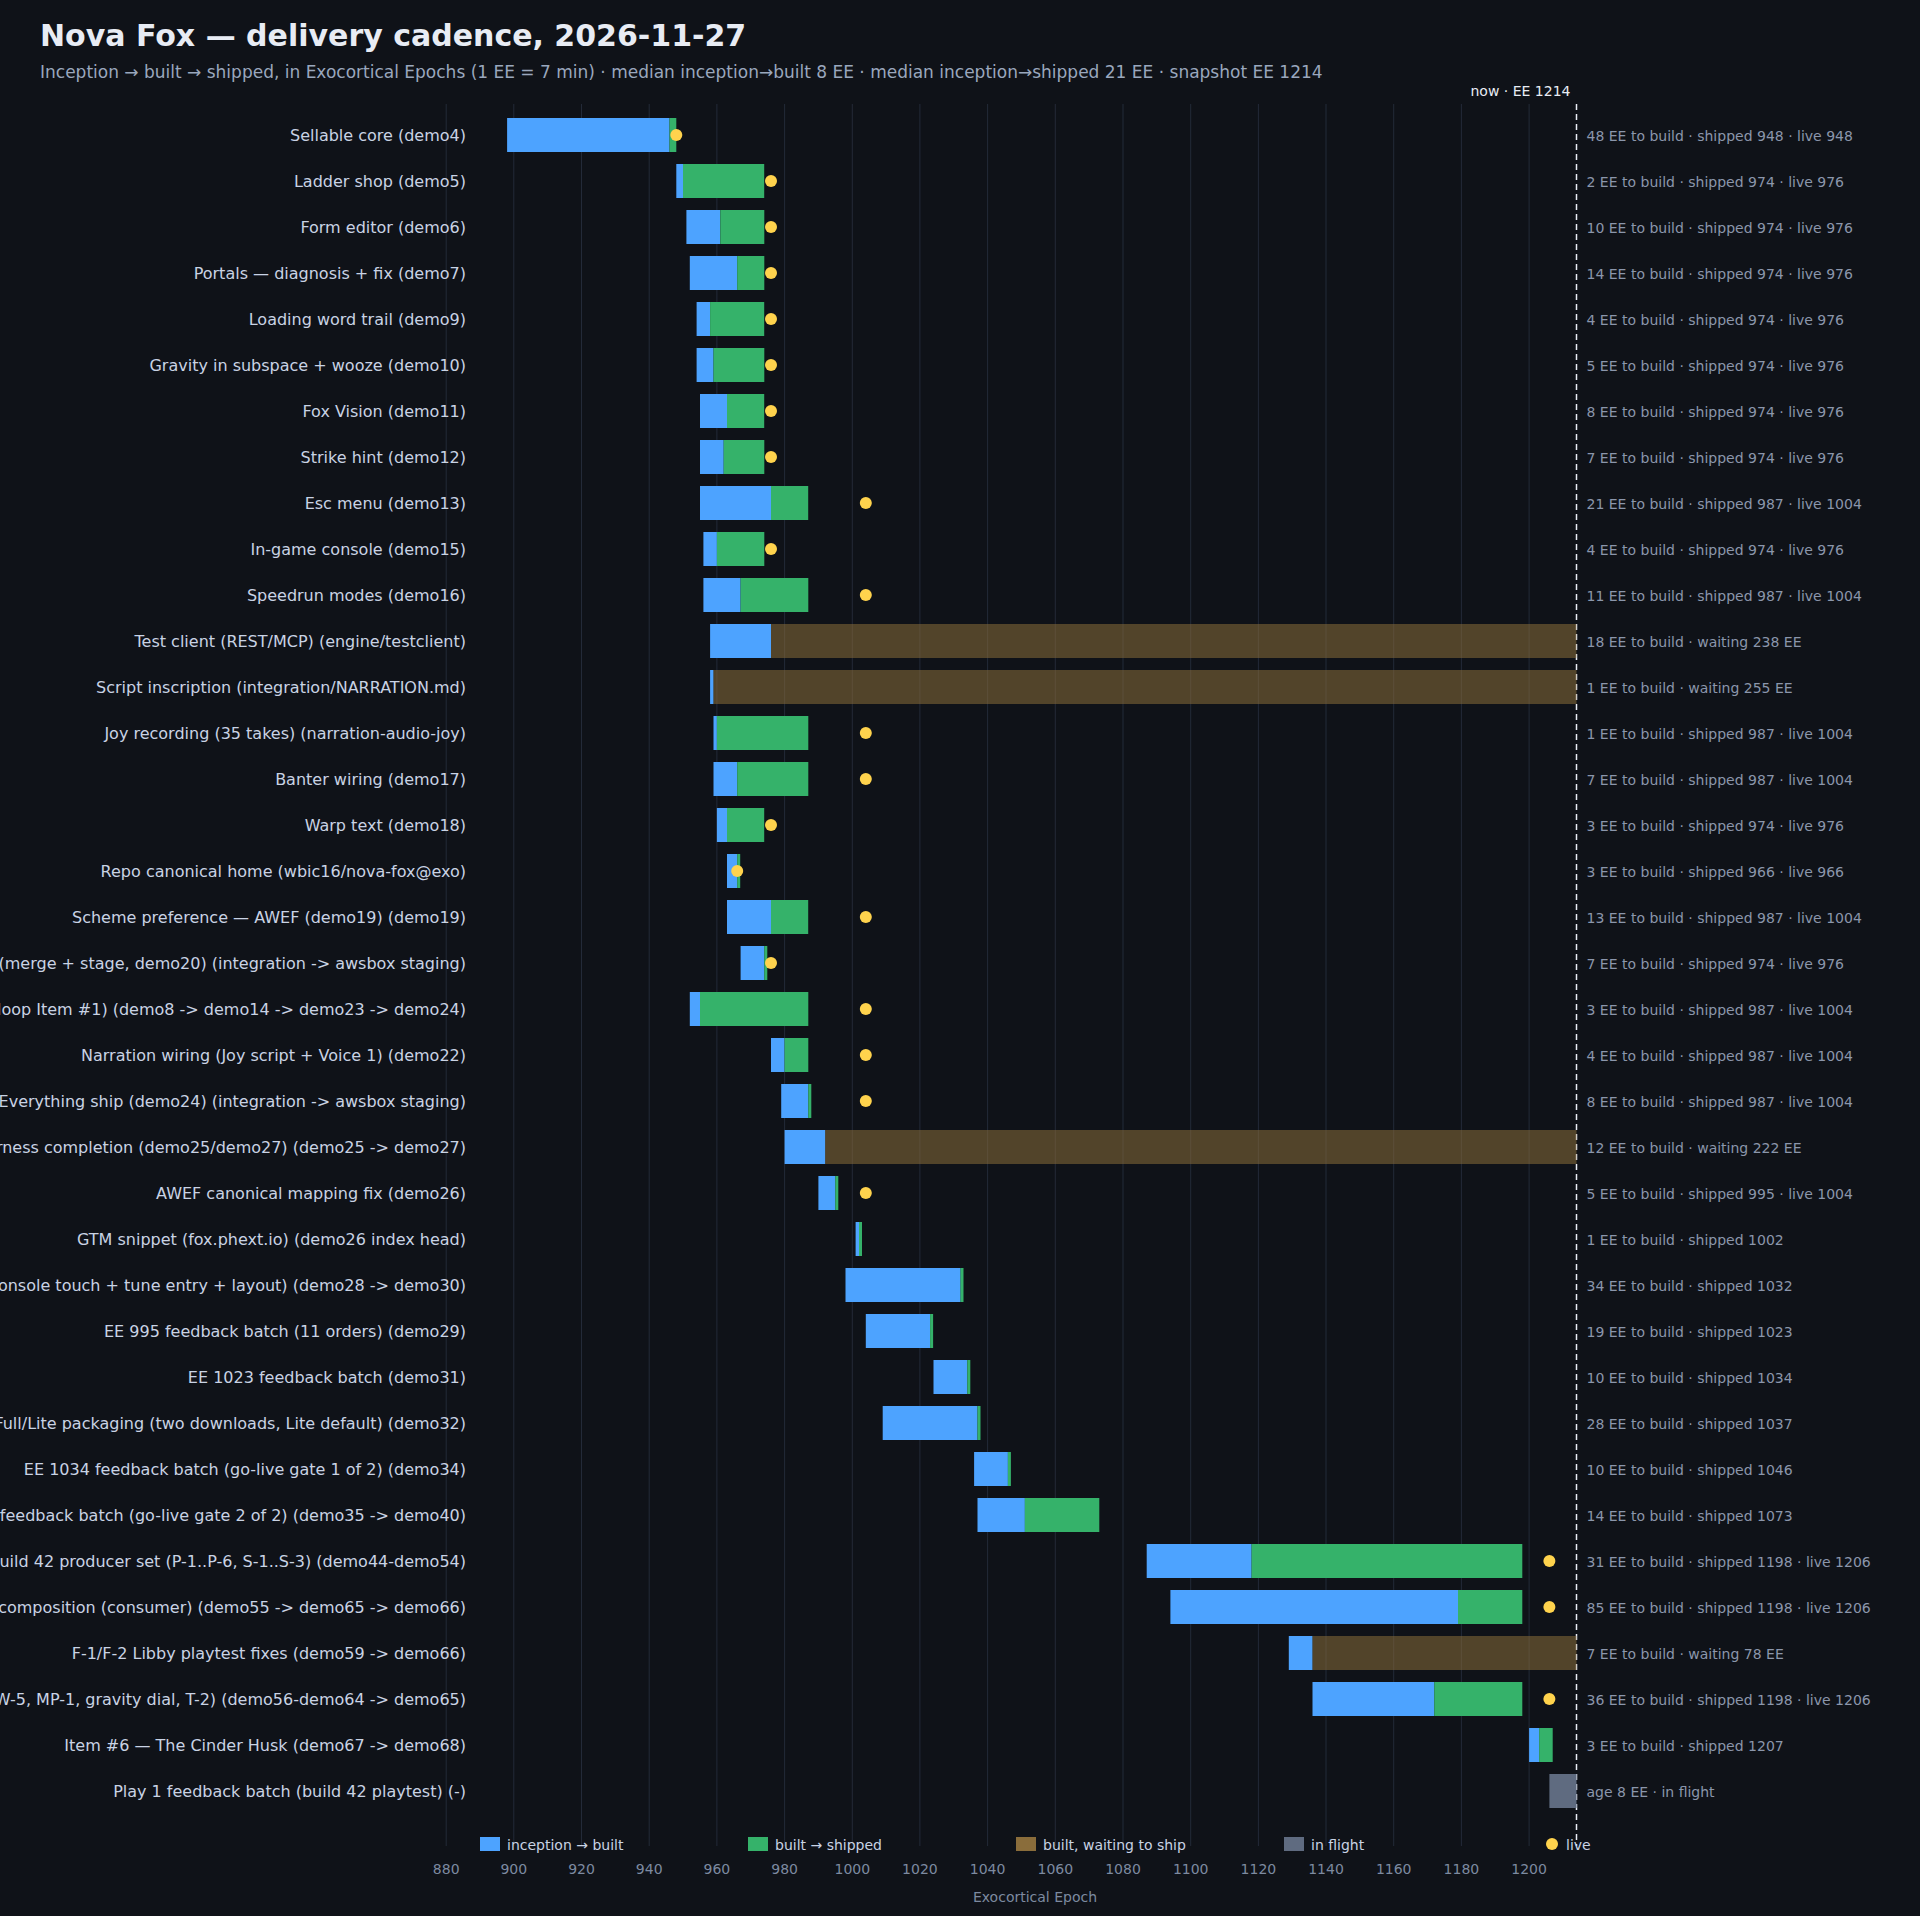 Nova Fox — delivery cadence, 2026-11-27
Inception → built → shipped, in Exocortical Epochs (1 EE = 7 min) · median inception→built 8 EE · median inception→shipped 21 EE · snapshot EE 1214
now · EE 1214
Sellable core (demo4) 48 EE to build · shipped 948 · live 948
Ladder shop (demo5) 2 EE to build · shipped 974 · live 976
Form editor (demo6) 10 EE to build · shipped 974 · live 976
Portals — diagnosis + fix (demo7) 14 EE to build · shipped 974 · live 976
Loading word trail (demo9) 4 EE to build · shipped 974 · live 976
Gravity in subspace + wooze (demo10) 5 EE to build · shipped 974 · live 976
Fox Vision (demo11) 8 EE to build · shipped 974 · live 976
Strike hint (demo12) 7 EE to build · shipped 974 · live 976
Esc menu (demo13) 21 EE to build · shipped 987 · live 1004
In-game console (demo15) 4 EE to build · shipped 974 · live 976
Speedrun modes (demo16) 11 EE to build · shipped 987 · live 1004
Test client (REST/MCP) (engine/testclient) 18 EE to build · waiting 238 EE
Script inscription (integration/NARRATION.md) 1 EE to build · waiting 255 EE
Joy recording (35 takes) (narration-audio-joy) 1 EE to build · shipped 987 · live 1004
Banter wiring (demo17) 7 EE to build · shipped 987 · live 1004
Warp text (demo18) 3 EE to build · shipped 974 · live 976
Repo canonical home (wbic16/nova-fox@exo) 3 EE to build · shipped 966 · live 966
Scheme preference — AWEF (demo19) (demo19) 13 EE to build · shipped 987 · live 1004
(merge + stage, demo20) (integration -> awsbox staging) 7 EE to build · shipped 974 · live 976
oop Item #1) (demo8 -> demo14 -> demo23 -> demo24) 3 EE to build · shipped 987 · live 1004
Narration wiring (Joy script + Voice 1) (demo22) 4 EE to build · shipped 987 · live 1004
Everything ship (demo24) (integration -> awsbox staging) 8 EE to build · shipped 987 · live 1004
rness completion (demo25/demo27) (demo25 -> demo27) 12 EE to build · waiting 222 EE
AWEF canonical mapping fix (demo26) 5 EE to build · shipped 995 · live 1004
GTM snippet (fox.phext.io) (demo26 index head) 1 EE to build · shipped 1002
onsole touch + tune entry + layout) (demo28 -> demo30) 34 EE to build · shipped 1032
EE 995 feedback batch (11 orders) (demo29) 19 EE to build · shipped 1023
EE 1023 feedback batch (demo31) 10 EE to build · shipped 1034
Full/Lite packaging (two downloads, Lite default) (demo32) 28 EE to build · shipped 1037
EE 1034 feedback batch (go-live gate 1 of 2) (demo34) 10 EE to build · shipped 1046
feedback batch (go-live gate 2 of 2) (demo35 -> demo40) 14 EE to build · shipped 1073
uild 42 producer set (P-1..P-6, S-1..S-3) (demo44-demo54) 31 EE to build · shipped 1198 · live 1206
composition (consumer) (demo55 -> demo65 -> demo66) 85 EE to build · shipped 1198 · live 1206
F-1/F-2 Libby playtest fixes (demo59 -> demo66) 7 EE to build · waiting 78 EE
W-5, MP-1, gravity dial, T-2) (demo56-demo64 -> demo65) 36 EE to build · shipped 1198 · live 1206
Item #6 — The Cinder Husk (demo67 -> demo68) 3 EE to build · shipped 1207
Play 1 feedback batch (build 42 playtest) (-) age 8 EE · in flight
inception → built built → shipped built, waiting to ship in flight live
880 900 920 940 960 980 1000 1020 1040 1060 1080 1100 1120 1140 1160 1180 1200
Exocortical Epoch